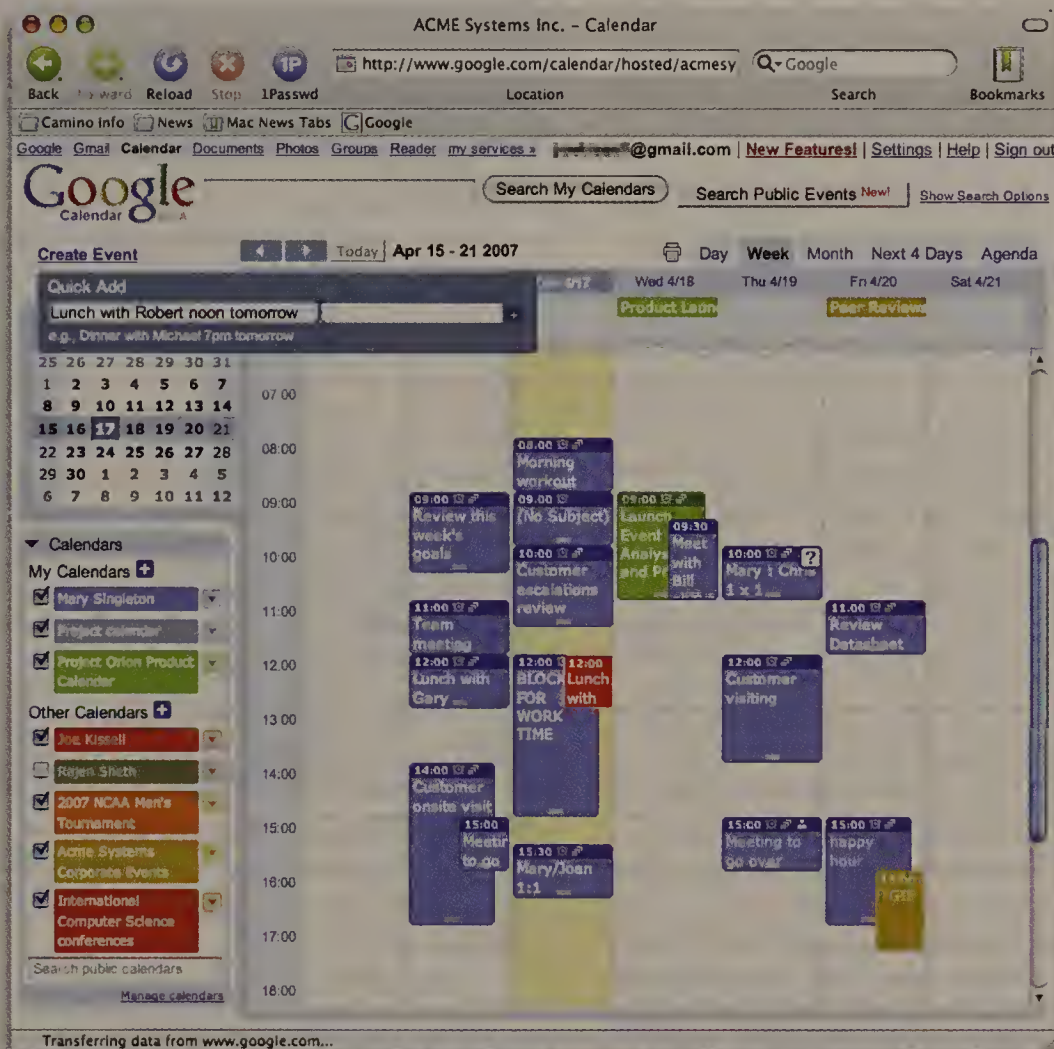 ACME Systems Inc. – Calendar
http://www.google.com/calendar/hosted/acmesy
Google
Back
Reload
Stop
1Passwd
Location
Search
Bookmarks
Camino Info
News
Mac News Tabs
Google
Google Gmail Calendar Documents Photos Groups Reader my services »
@gmail.com | New Features! | Settings | Help | Sign out
Google
Calendar
Search My Calendars
Search Public Events New!
Show Search Options
Create Event
Today
Apr 15 - 21 2007
Day Week Month Next 4 Days Agenda
Quick Add
Lunch with Robert noon tomorrow
+
e.g., Dinner with Michael 7pm tomorrow
Wed 4/18 Thu 4/19 Fri 4/20 Sat 4/21
Product Laun
Peer Review
25 26 27 28 29 30 31
1 2 3 4 5 6 7
8 9 10 11 12 13 14
15 16 17 18 19 20 21
22 23 24 25 26 27 28
29 30 1 2 3 4 5
6 7 8 9 10 11 12
Calendars
My Calendars
Mary Singleton
Project calendar
Project Orion Product
Calendar
Other Calendars
Joe Kissell
Rajen Sheth
2007 NCAA Men's
Tournament
Acme Systems
Corporate Events
International
Computer Science
conferences
Search public calendars
Manage calendars
07:00
08:00
09:00
10:00
11:00
12:00
13:00
14:00
15:00
16:00
17:00
18:00
09:00
Review this
week's
goals
11:00
Team
meeting
12:00
Lunch with
Gary
14:00
Customer
onsite visit
15:00
Meetin
to go
08:00
Morning
workout
09:00
(No Subject)
10:00
Customer
escalations
review
12:00
BLOCK
FOR
WORK
TIME
12:00
Lunch
with
15:30
Mary/Joan
1:1
09:00
Launch
Event
Analys
and Pr
09:30
Meet
with
Bill
10:00
?
Mary : Chris
1 x 1
12:00
Customer
visiting
15:00
Meeting to
go over
11:00
Review
Datasheet
15:00
happy
hour
Transferring data from www.google.com...